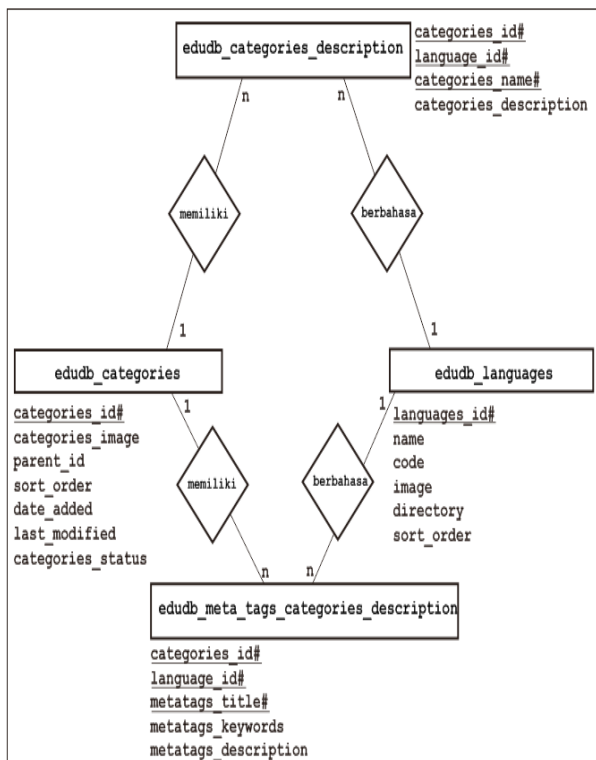 edudb_categories_description
categories_id#
language_id#
categories_name#
categories_description
n
n
memiliki
berbahasa
1
1
edudb_categories
edudb_languages
categories_id#
categories_image
parent_id
sort_order
date_added
last_modified
categories_status
1
1
languages_id#
name
code
image
directory
sort_order
memiliki
berbahasa
n
n
edudb_meta_tags_categories_description
categories_id#
language_id#
metatags_title#
metatags_keywords
metatags_description